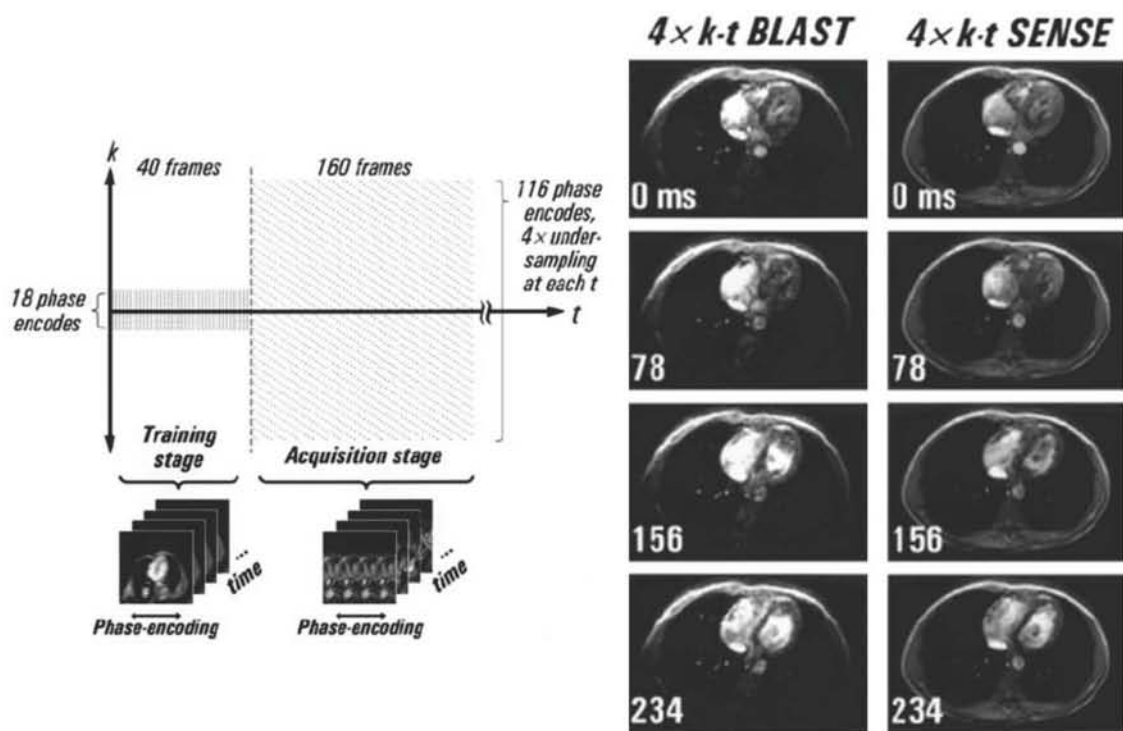 k
40 frames
160 frames
116 phase
encodes,
4× under-
sampling
at each t
18 phase
encodes
t
Training
stage
Acquisition stage
...
time
...
time
Phase-encoding
Phase-encoding
4× k-t BLAST
4× k-t SENSE
0 ms
0 ms
78
78
156
156
234
234